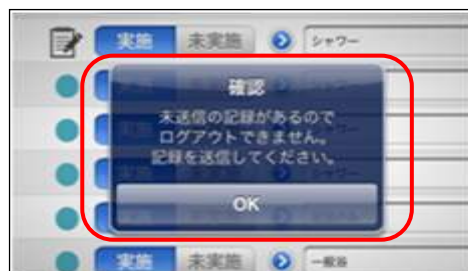 実施 未実施 シャワー
確認
未送信の記録があるので
ログアウトできません。
記録を送信してください。
OK
実施 未実施 一般浴